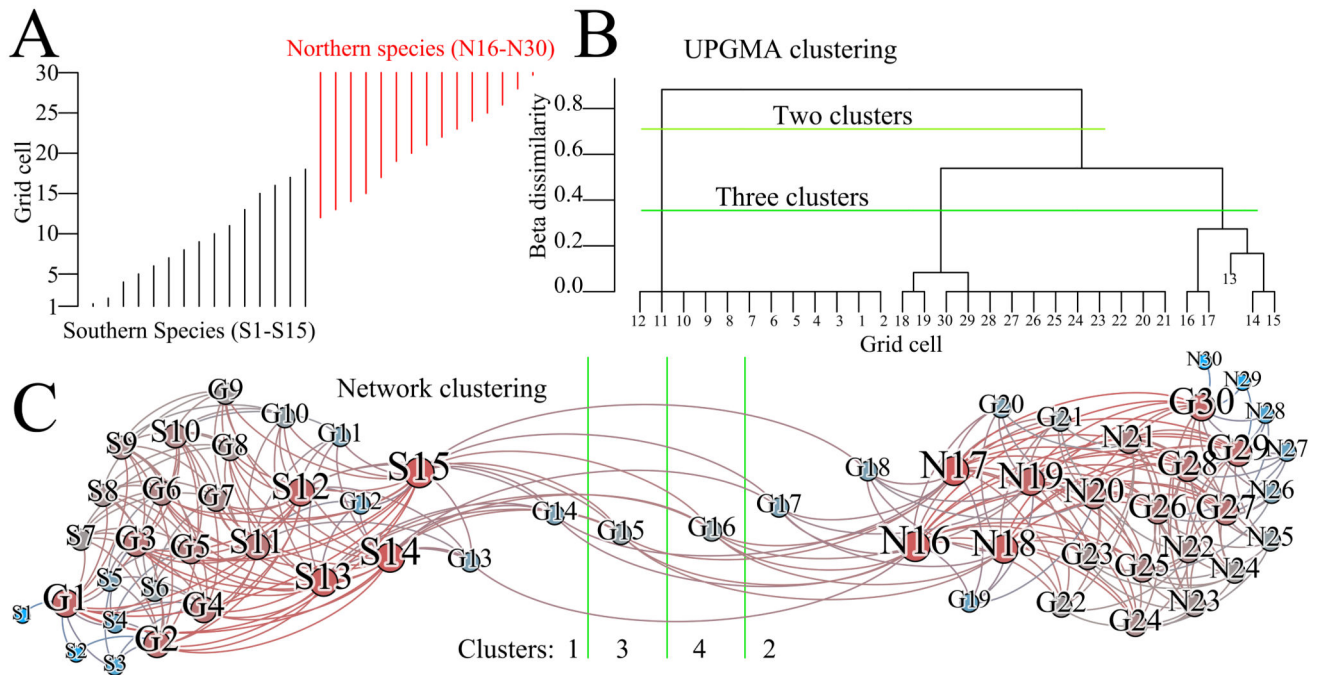 A
Northern species (N16-N30)
Grid cell
30
25
20
15
10
5
1
Southern Species (S1-S15)
B
UPGMA clustering
Beta dissimilarity
0.8
0.6
0.4
0.2
0.0
Two clusters
Three clusters
13
12 11 10 9 8 7 6 5 4 3 1 2 18 19 30 29 28 27 26 25 24 23 22 20 21 16 17 14 15
Grid cell
C
Network clustering
G9
G10
G11
S10
S9
G8
S8
G6
G7
S12
G12
S15
S7
G3
G5
S11
S14
G13
S5
S6
S13
G1
S1
S4
G4
G2
S2
S3
G14
G15
G16
G17
G18
N30
N29
G30
N28
G20
G21
N21
G29
N27
N17
N19
N20
G28
N26
G26
G27
N25
N16
N18
G23
G25
N22
N24
G19
G22
G24
N23
Clusters: 1 3 4 2